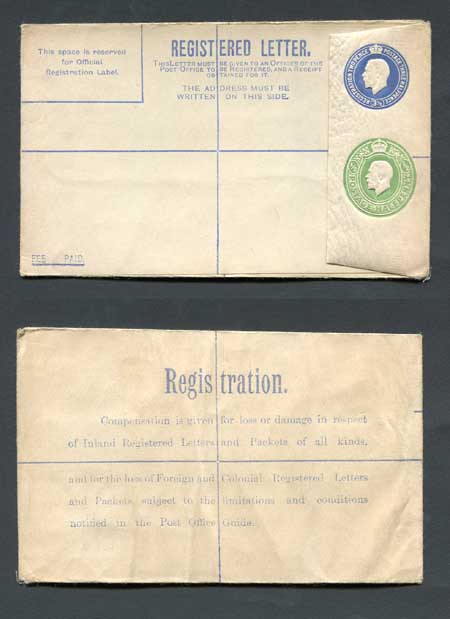 This space is reserved
for Official
Registration Label.
REGISTERED LETTER.
THIS LETTER MUST BE GIVEN TO AN OFFICER OF THE
POST OFFICE TO BE REGISTERED, AND A RECEIPT
OBTAINED FOR IT.
THE ADDRESS MUST BE
WRITTEN ON THIS SIDE.
POSTAGE
HALFPENNY
FEE PAID.
Registration.
Compensation is given for loss or damage in respect
of Inland Registered Letters and Packets of all kinds,
and for the loss of Foreign and Colonial Registered Letters
and Packets, subject to the limitations and conditions
notified in the Post Office Guide.